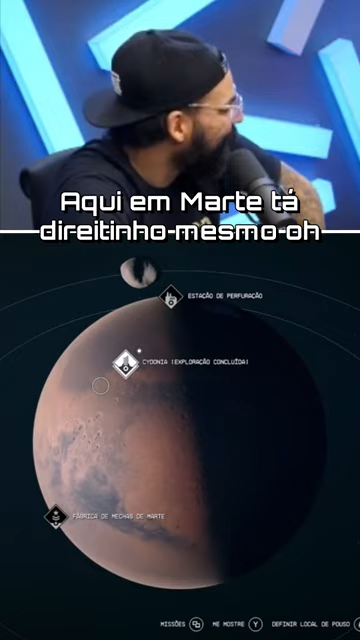 Aqui em Marte tá
direitinho mesmo oh
ESTAÇÃO DE PERFURAÇÃO
CYDONIA (EXPLORAÇÃO CONCLUÍDA)
FÁBRICA DE MECHAS DE MARTE
MISSÕES
ME MOSTRE Y DEFINIR LOCAL DE POUSO